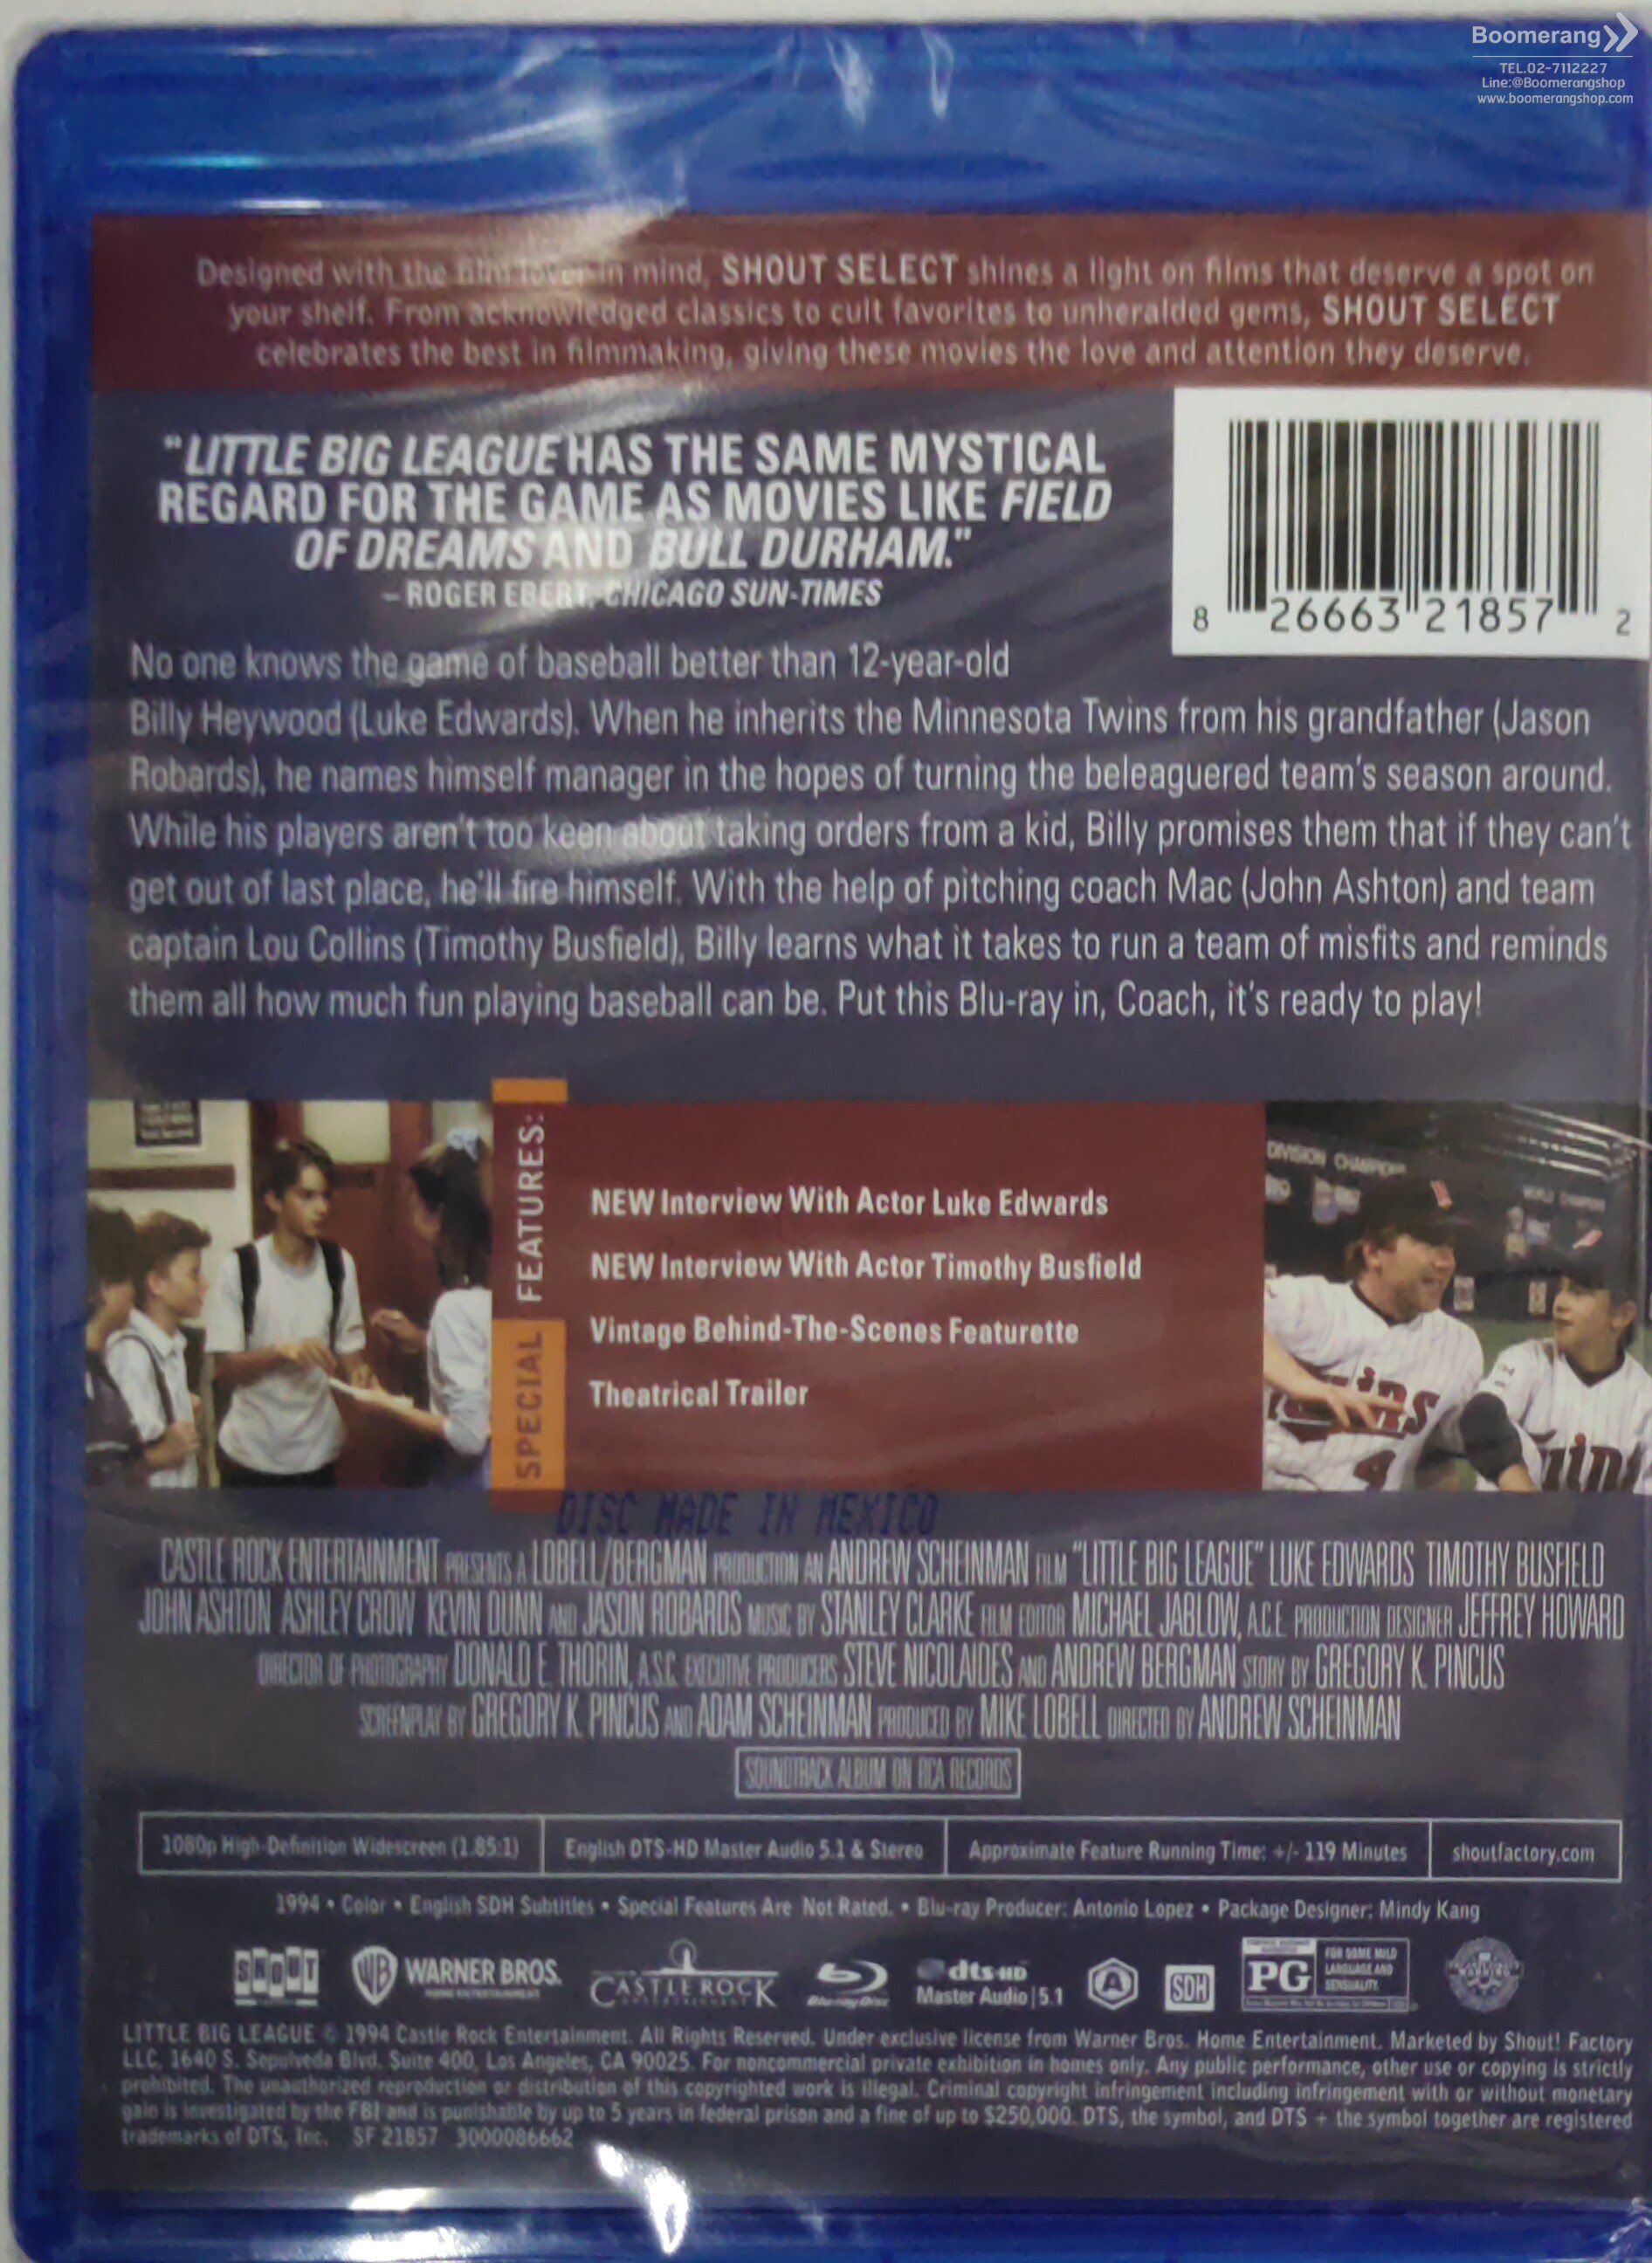 Boomerang
TEL.02-7112227
Line:@Boomerangshop
www.boomerangshop.com
Designed with the film lover in mind, SHOUT SELECT shines a light on films that deserve a spot on
your shelf. From acknowledged classics to cult favorites to unheralded gems, SHOUT SELECT
celebrates the best in filmmaking, giving these movies the love and attention they deserve.
"LITTLE BIG LEAGUE HAS THE SAME MYSTICAL
REGARD FOR THE GAME AS MOVIES LIKE FIELD
OF DREAMS AND BULL DURHAM."
– ROGER EBERT, CHICAGO SUN-TIMES
8 26663 21857 2
No one knows the game of baseball better than 12-year-old
Billy Heywood (Luke Edwards). When he inherits the Minnesota Twins from his grandfather (Jason
Robards), he names himself manager in the hopes of turning the beleaguered team's season around.
While his players aren't too keen about taking orders from a kid, Billy promises them that if they can't
get out of last place, he'll fire himself. With the help of pitching coach Mac (John Ashton) and team
captain Lou Collins (Timothy Busfield), Billy learns what it takes to run a team of misfits and reminds
them all how much fun playing baseball can be. Put this Blu-ray in, Coach, it's ready to play!
SPECIAL FEATURES:
NEW Interview With Actor Luke Edwards
NEW Interview With Actor Timothy Busfield
Vintage Behind-The-Scenes Featurette
Theatrical Trailer
DIVISION CHAMPIONS
Twins
4
Twins
DISC MADE IN MEXICO
CASTLE ROCK ENTERTAINMENT PRESENTS A LOBELL/BERGMAN PRODUCTION AN ANDREW SCHEINMAN FILM "LITTLE BIG LEAGUE" LUKE EDWARDS TIMOTHY BUSFIELD
JOHN ASHTON ASHLEY CROW KEVIN DUNN AND JASON ROBARDS MUSIC BY STANLEY CLARKE FILM EDITOR MICHAEL JABLOW, A.C.E. PRODUCTION DESIGNER JEFFREY HOWARD
DIRECTOR OF PHOTOGRAPHY DONALD E. THORIN, A.S.C. EXECUTIVE PRODUCERS STEVE NICOLAIDES AND ANDREW BERGMAN STORY BY GREGORY K. PINCUS
SCREENPLAY BY GREGORY K. PINCUS AND ADAM SCHEINMAN PRODUCED BY MIKE LOBELL DIRECTED BY ANDREW SCHEINMAN
SOUNDTRACK ALBUM ON RCA RECORDS
1080p High-Definition Widescreen (1.85:1) English DTS-HD Master Audio 5.1 & Stereo Approximate Feature Running Time: +/- 119 Minutes shoutfactory.com
1994 • Color • English SDH Subtitles • Special Features Are Not Rated. • Blu-ray Producer: Antonio Lopez • Package Designer: Mindy Kang
SHOUT WB WARNER BROS. CASTLE ROCK ENTERTAINMENT Blu-ray Disc dts-HD Master Audio | 5.1 A SDH PG FOR SOME MILD LANGUAGE AND SENSUALITY.
LITTLE BIG LEAGUE © 1994 Castle Rock Entertainment. All Rights Reserved. Under exclusive license from Warner Bros. Home Entertainment. Marketed by Shout! Factory
LLC, 1640 S. Sepulveda Blvd. Suite 400, Los Angeles, CA 90025. For noncommercial private exhibition in homes only. Any public performance, other use or copying is strictly
prohibited. The unauthorized reproduction or distribution of this copyrighted work is illegal. Criminal copyright infringement including infringement with or without monetary
gain is investigated by the FBI and is punishable by up to 5 years in federal prison and a fine of up to $250,000. DTS, the symbol, and DTS + the symbol together are registered
trademarks of DTS, Inc. SF 21857 3000086662